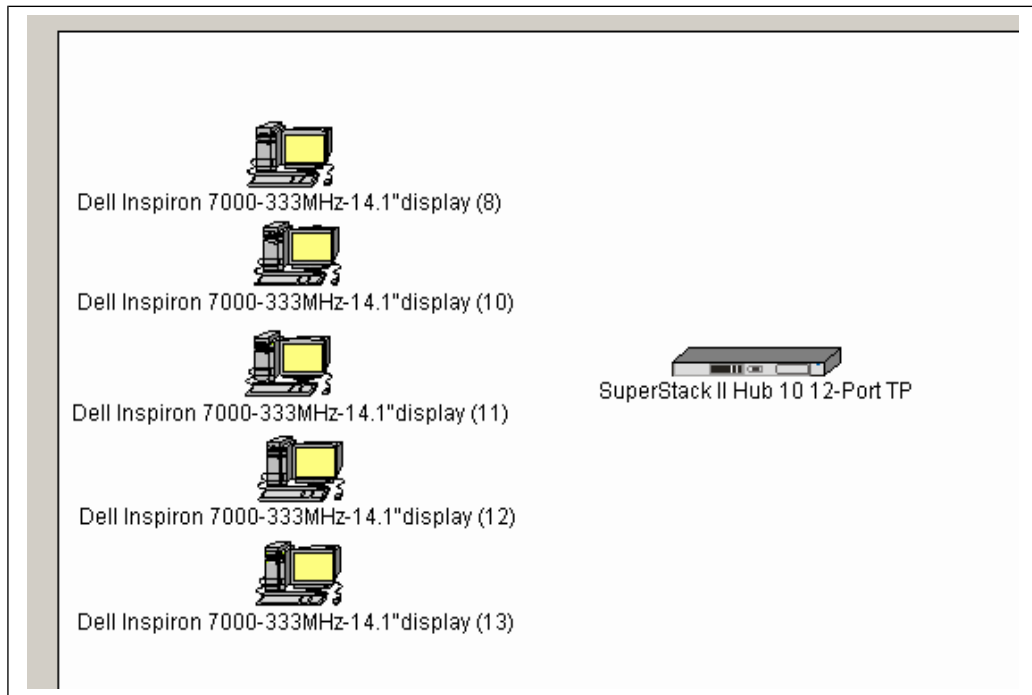 Dell Inspiron 7000-333MHz-14.1"display (8)
Dell Inspiron 7000-333MHz-14.1"display (10)
Dell Inspiron 7000-333MHz-14.1"display (11)
SuperStack II Hub 10 12-Port TP
Dell Inspiron 7000-333MHz-14.1"display (12)
Dell Inspiron 7000-333MHz-14.1"display (13)